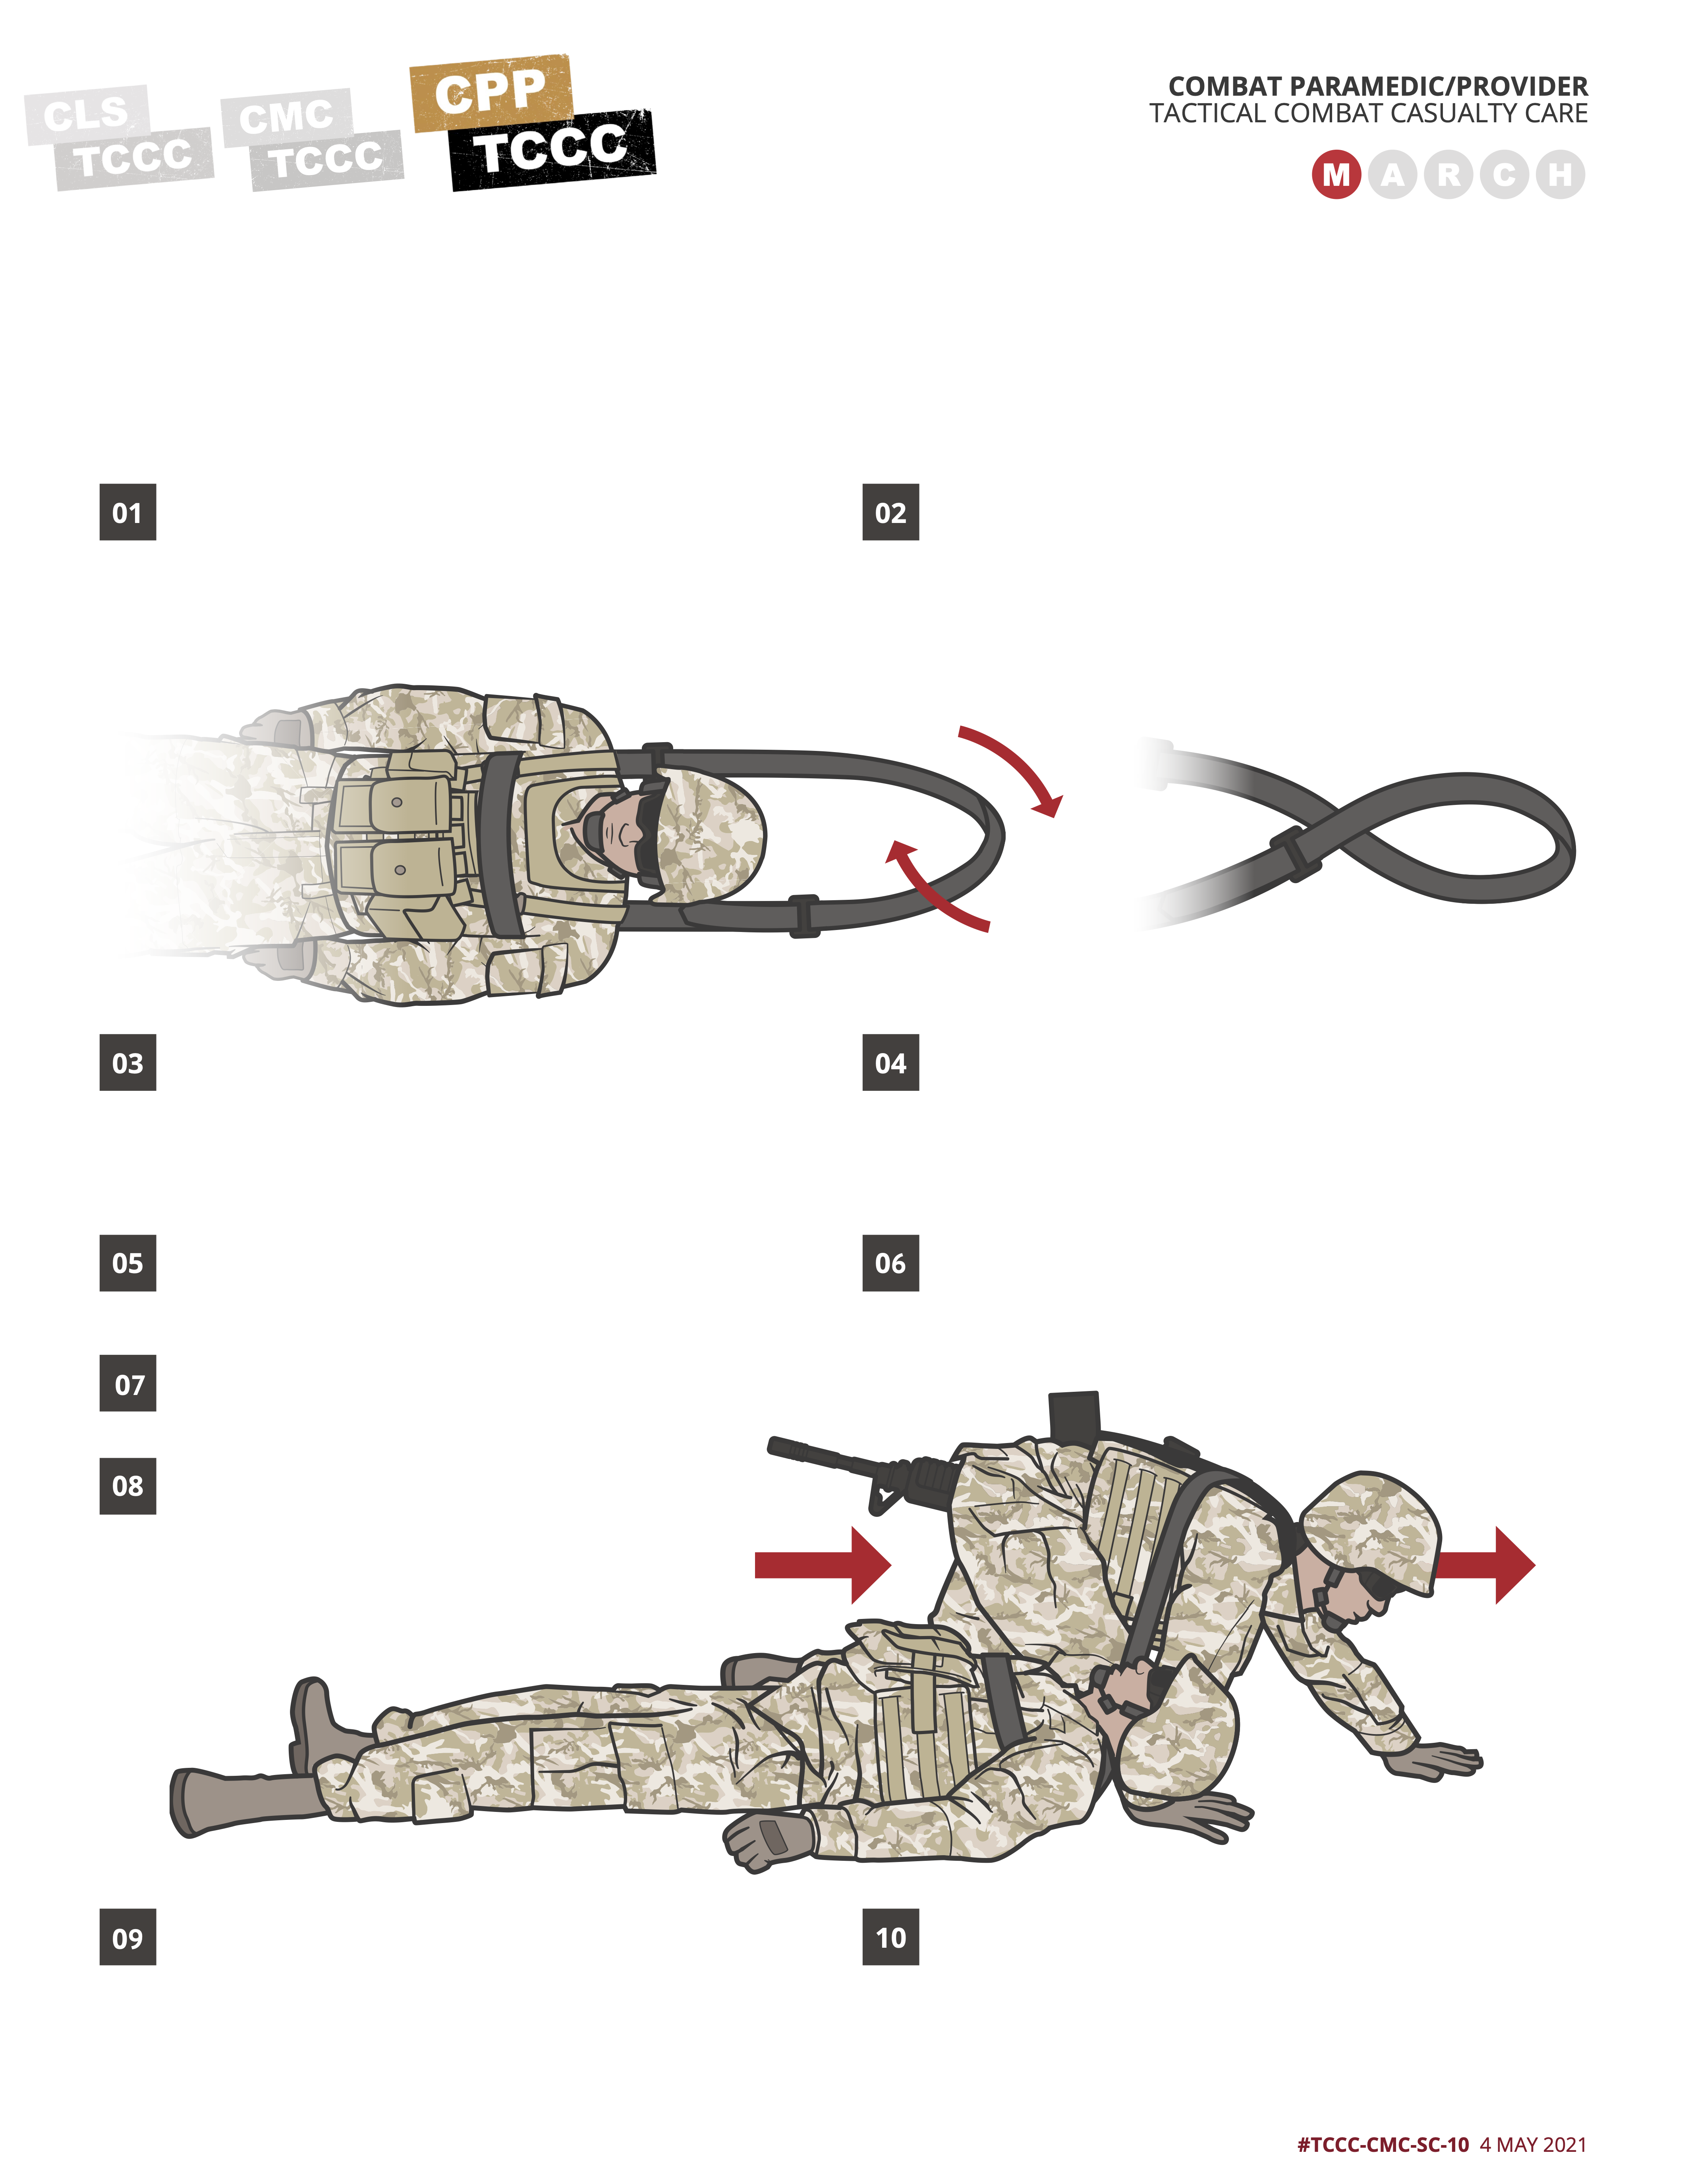 CLS
TCCC
CMC
TCCC
CPP
TCCC
COMBAT PARAMEDIC/PROVIDER
TACTICAL COMBAT CASUALTY CARE
M A R C H
01
02
03
04
05
06
07
08
09
10
#TCCC-CMC-SC-10 4 MAY 2021